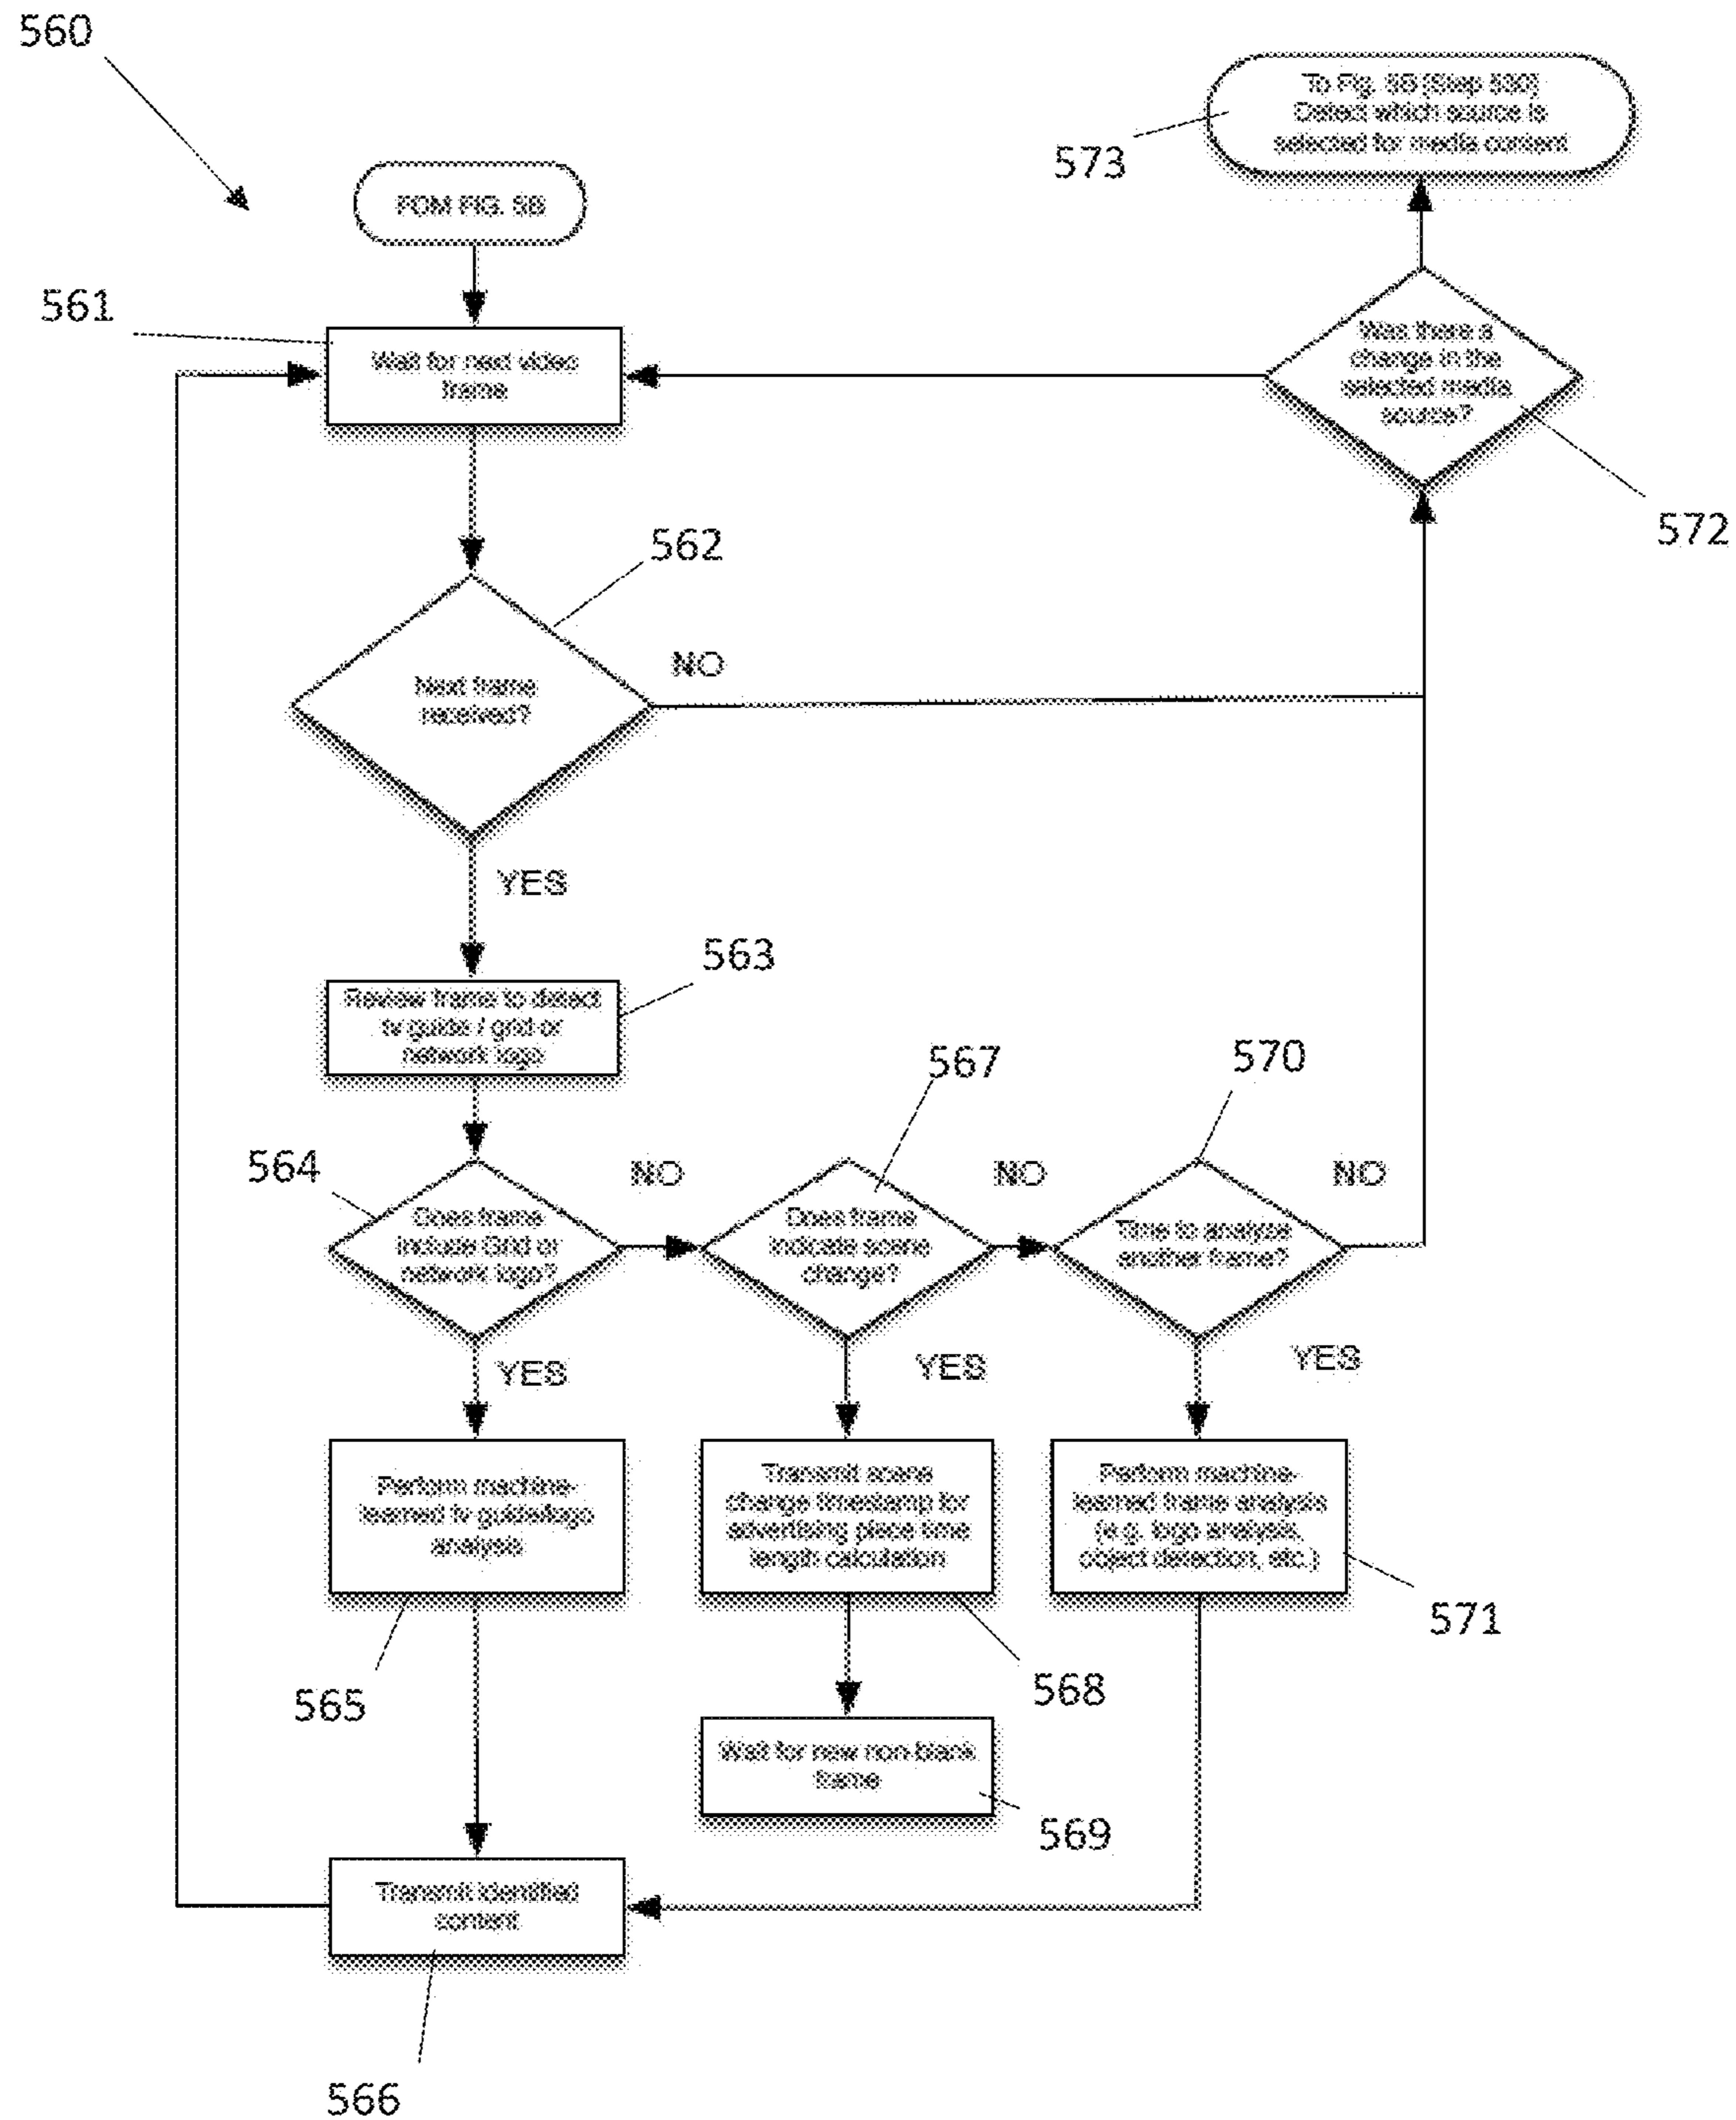 560
To Fig. 5B [Step 530]
Detect which source is
selected for media content
573
FOM FIG. 5B
561
Wait for next video
frame
Was there a
change in the
selected media
source?
572
562
Next frame
received?
NO
YES
563
Review frame to detect
tv guide / grid or
network logo
567
570
564
NO
NO
NO
Does frame
include Grid or
network logo?
Does frame
indicate scene
change?
Time to analyze
another frame?
YES
YES
YES
Perform machine-
learned tv guide/logo
analysis
Transmit scene
change timestamp for
advertising place time
length calculation
Perform machine-
learned frame analysis
(e.g. logo analysis,
object detection, etc.)
571
565
568
Wait for new non-blank
frame
569
Transmit identified
content
566